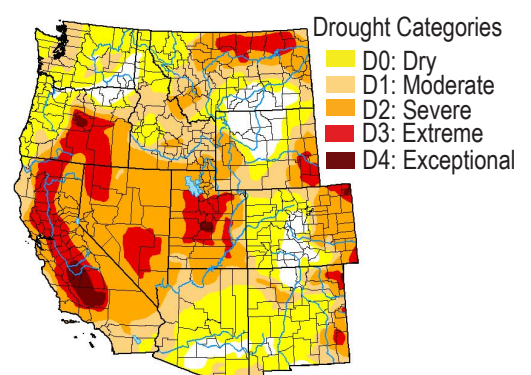 Drought Categories
D0: Dry
D1: Moderate
D2: Severe
D3: Extreme
D4: Exceptional